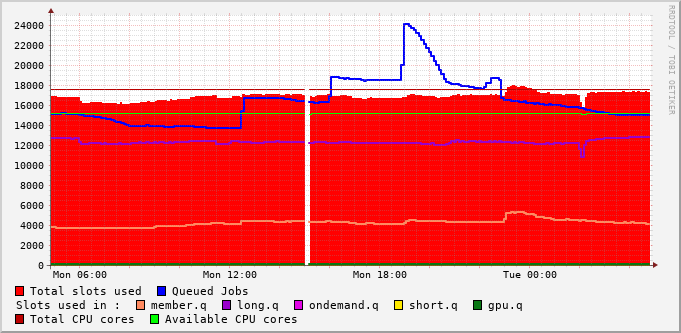 24000
22000
20000
18000
16000
14000
12000
10000
8000
6000
4000
2000
0
Mon 06:00 Mon 12:00 Mon 18:00 Tue 00:00
Total slots used Queued Jobs
Slots used in : member.q long.q ondemand.q short.q gpu.q
Total CPU cores Available CPU cores
RRDTOOL / TOBI OETIKER